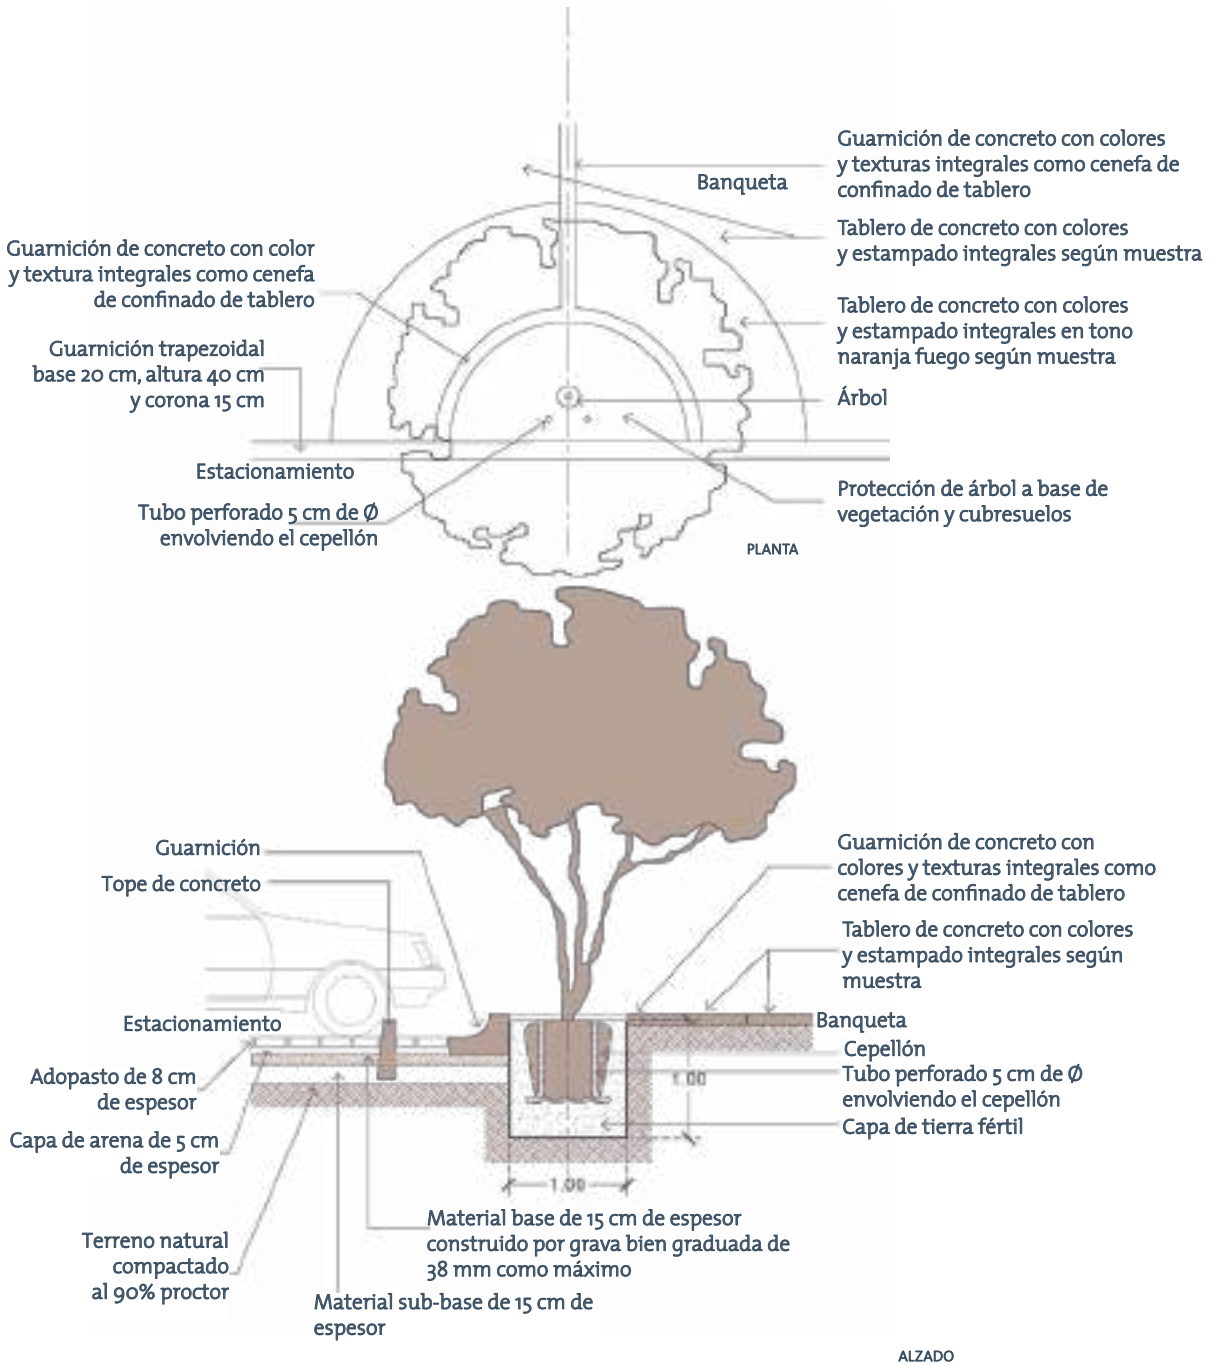 Guarnición de concreto con colores
y texturas integrales como cenefa de
confinado de tablero
Banqueta
Tablero de concreto con colores
y estampado integrales según muestra
Guarnición de concreto con color
y textura integrales como cenefa
de confinado de tablero
Tablero de concreto con colores
y estampado integrales en tono
naranja fuego según muestra
Guarnición trapezoidal
base 20 cm, altura 40 cm
y corona 15 cm
Árbol
Estacionamiento
Protección de árbol a base de
vegetación y cubresuelos
Tubo perforado 5 cm de Ø
envolviendo el cepellón
PLANTA
Guarnición
Tope de concreto
Guarnición de concreto con
colores y texturas integrales como
cenefa de confinado de tablero
Tablero de concreto con colores
y estampado integrales según
muestra
Estacionamiento
Banqueta
Cepellón
Adopasto de 8 cm
de espesor
Tubo perforado 5 cm de Ø
envolviendo el cepellón
1.00
Capa de tierra fértil
Capa de arena de 5 cm
de espesor
1.00
Material base de 15 cm de espesor
construido por grava bien graduada de
38 mm como máximo
Terreno natural
compactado
al 90% proctor
Material sub-base de 15 cm de
espesor
ALZADO